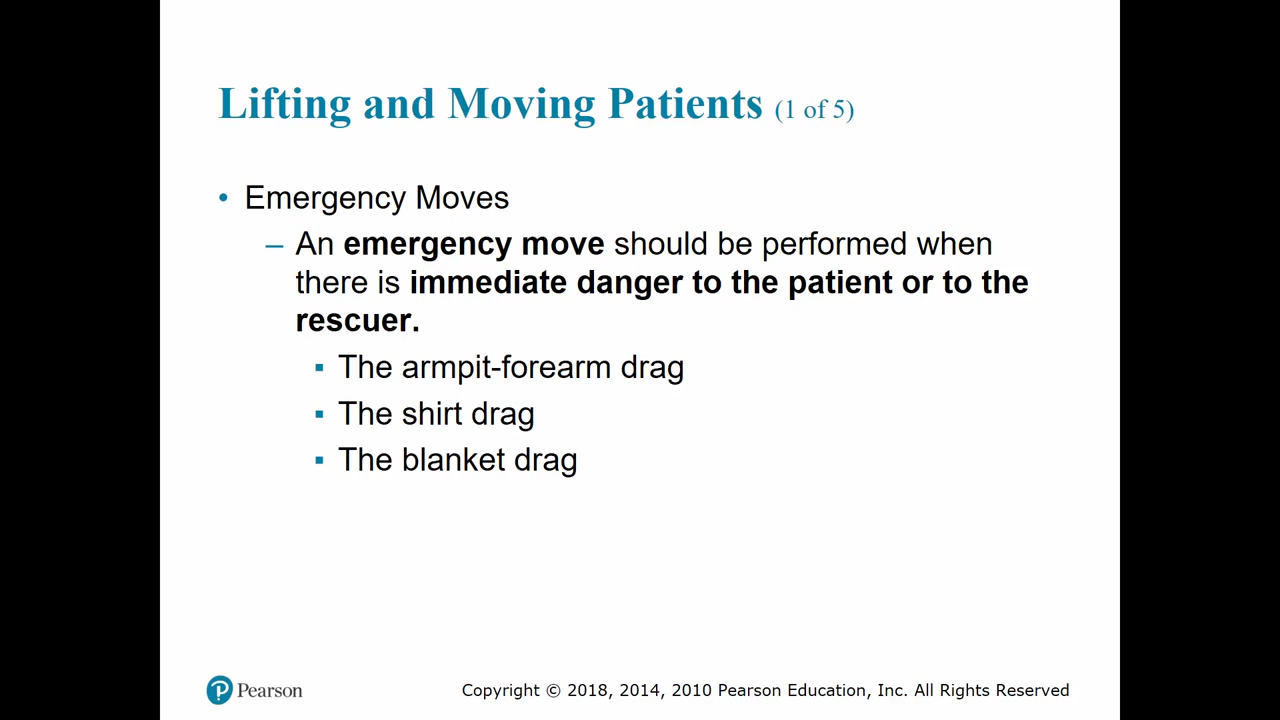 Lifting and Moving Patients (1 of 5)
• Emergency Moves
– An emergency move should be performed when
there is immediate danger to the patient or to the
rescuer.
▪ The armpit-forearm drag
▪ The shirt drag
▪ The blanket drag
P Pearson
Copyright © 2018, 2014, 2010 Pearson Education, Inc. All Rights Reserved